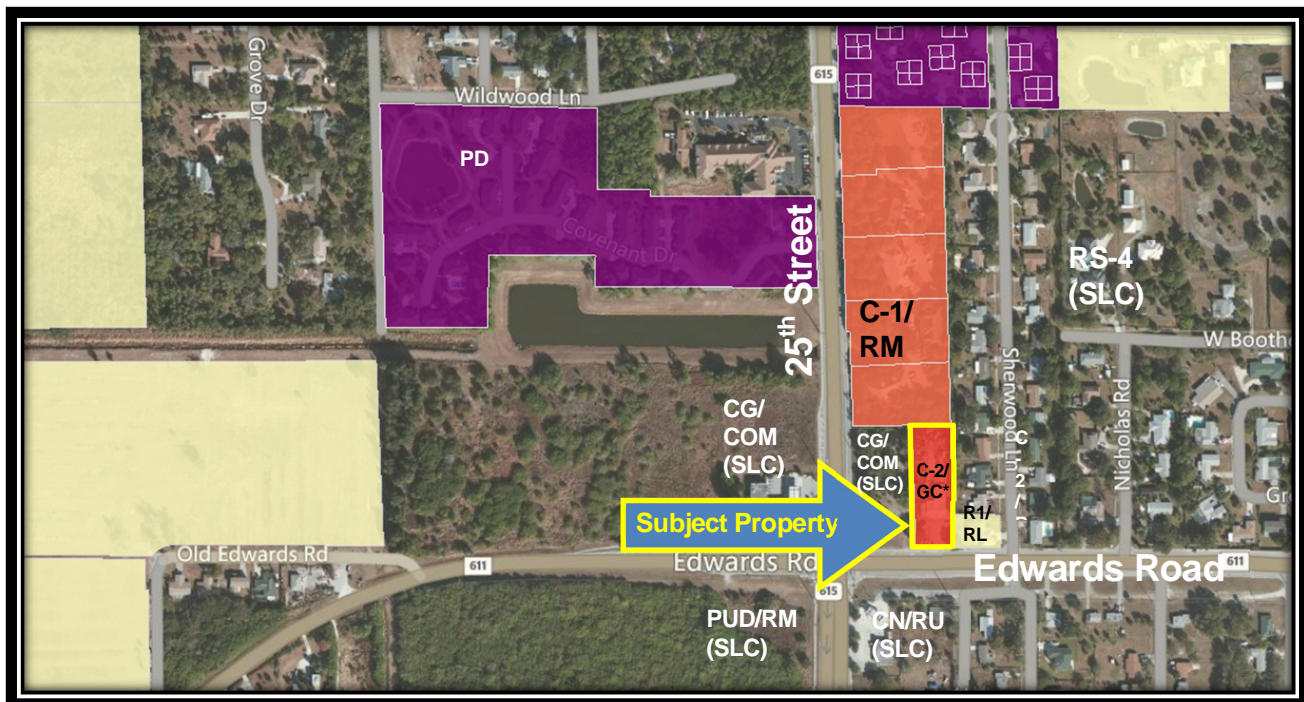 Grove Dr
615
Wildwood Ln
PD
Covenant Dr
25th Street
RS-4
(SLC)
C-1/
RM
W Booth
Sherwood Ln
Nicholas Rd
CG/
COM
(SLC)
CG/
COM
(SLC)
C-2/
GC*
C-2/
R1/
RL
Gr
Subject Property
Old Edwards Rd
611
Edwards Rd
Edwards Road
611
615
PUD/RM
(SLC)
CN/RU
(SLC)